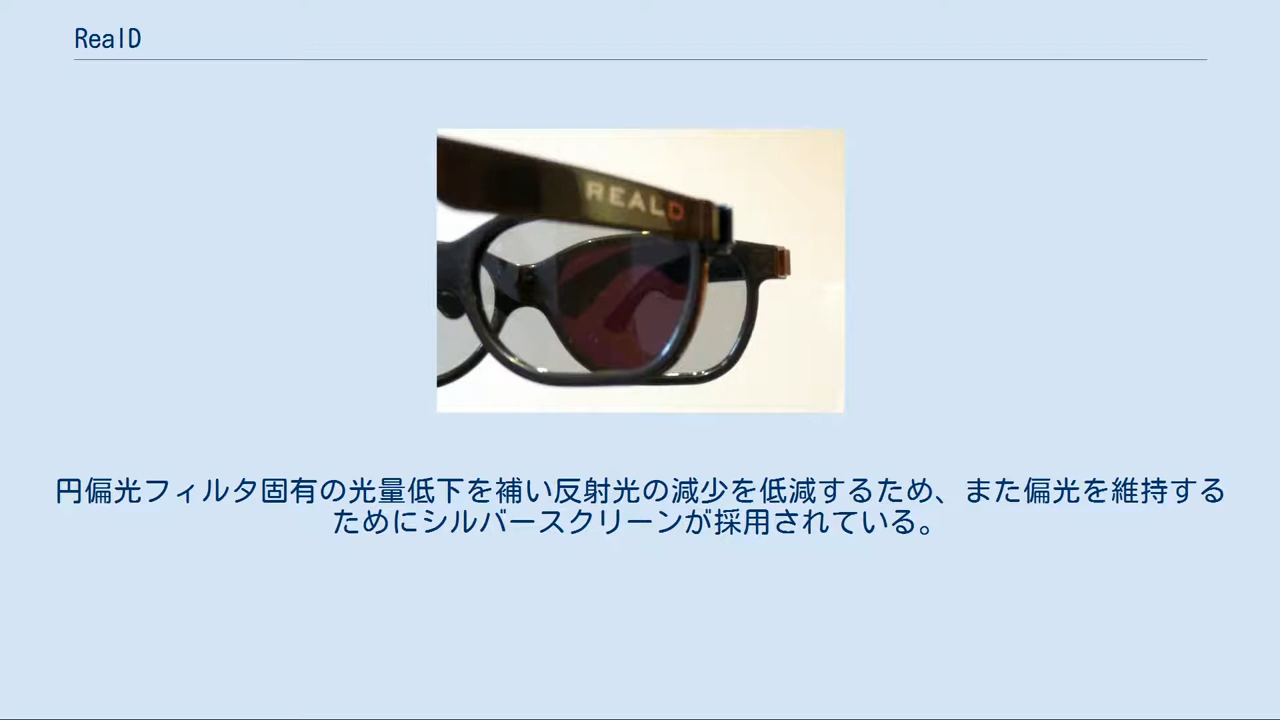 RealD
REALD
円偏光フィルタ固有の光量低下を補い反射光の減少を低減するため、また偏光を維持する
ためにシルバースクリーンが採用されている。